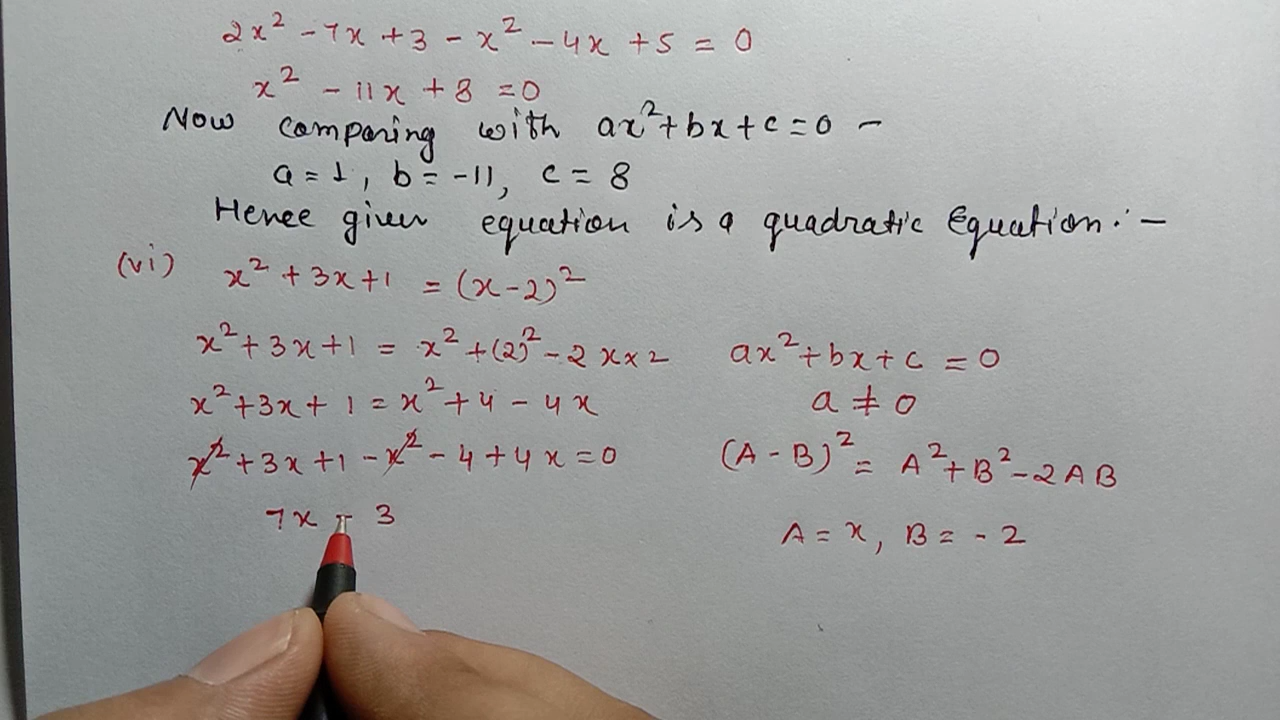 2x² - 7x + 3 - x² - 4x + 5 = 0
x² - 11x + 8 = 0
Now comparing with ax² + bx + c = 0 -
a = 1, b = -11, c = 8
Hence given equation is a quadratic Equation. -
(vi) x² + 3x + 1 = (x-2)²
x² + 3x + 1 = x² + (2)² - 2 x × 2
x² + 3x + 1 = x² + 4 - 4x
x² + 3x + 1 - x² - 4 + 4x = 0
7x - 3
ax² + bx + c = 0
a ≠ 0
(A - B)² = A² + B² - 2AB
A = x, B = -2